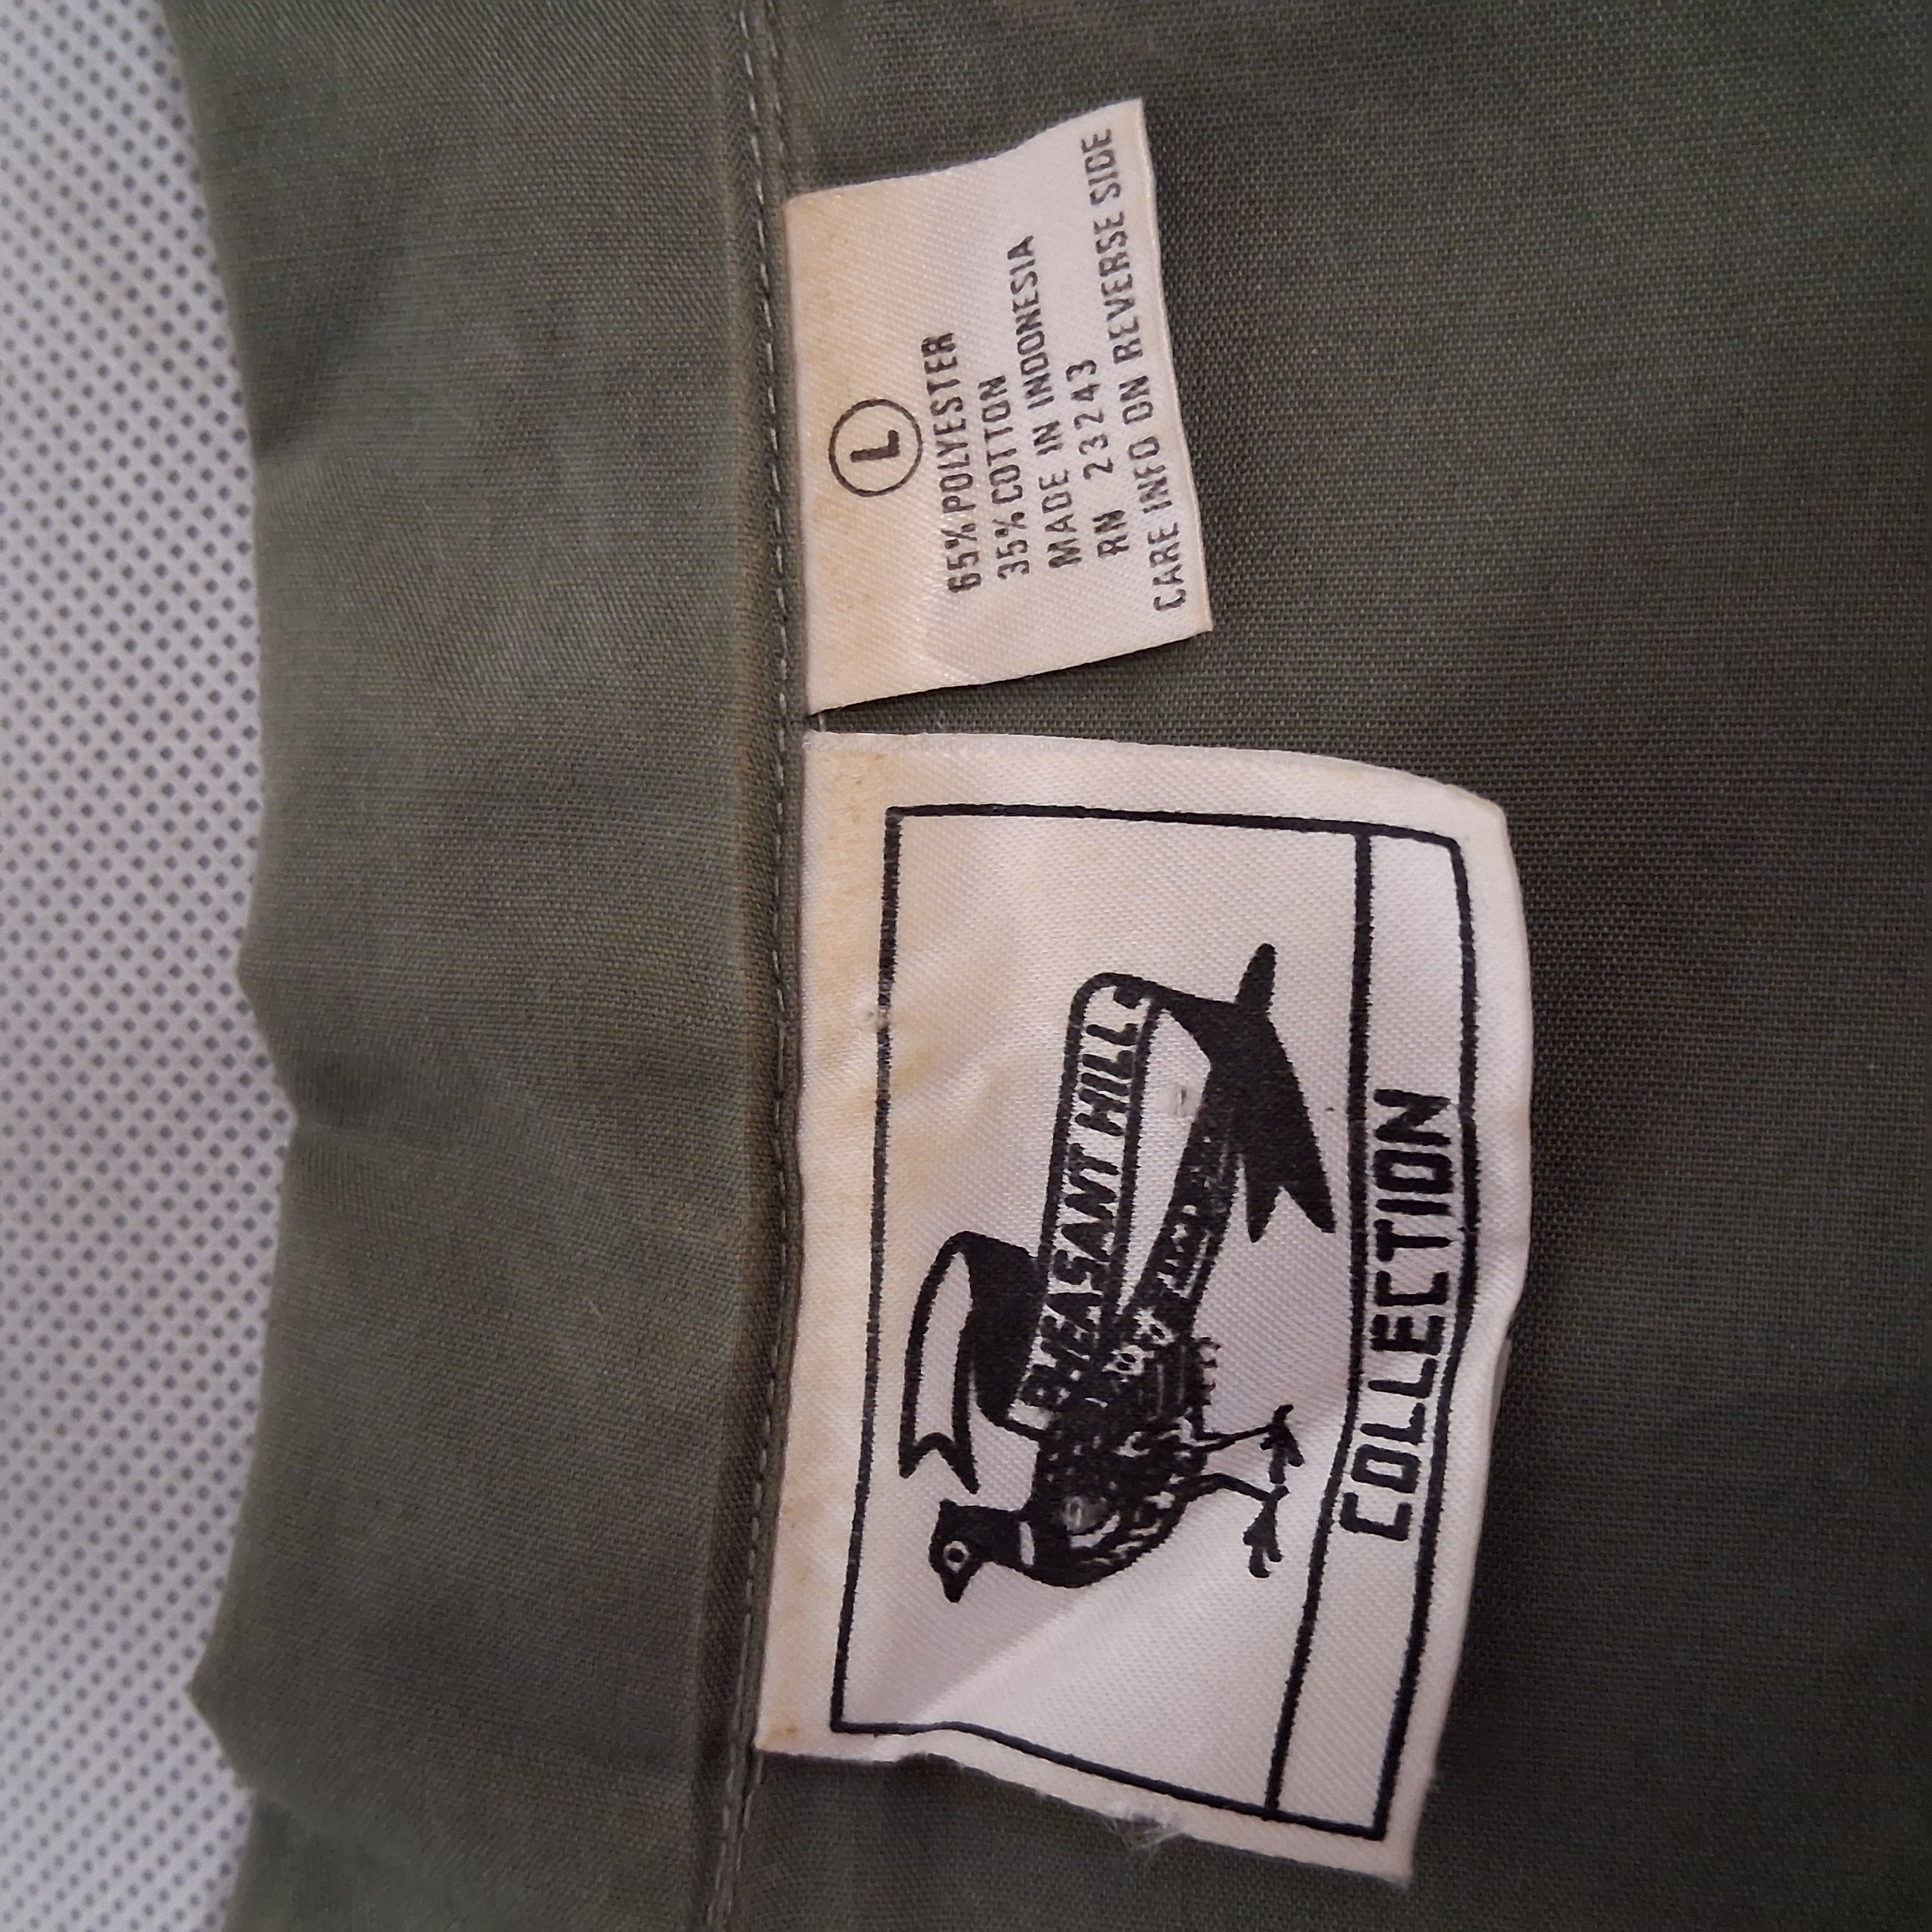 PHEASANT HILL
COLLECTION
L
65% POLYESTER
35% COTTON
MADE IN INDONESIA
RN 23243
CARE INFO ON REVERSE SIDE